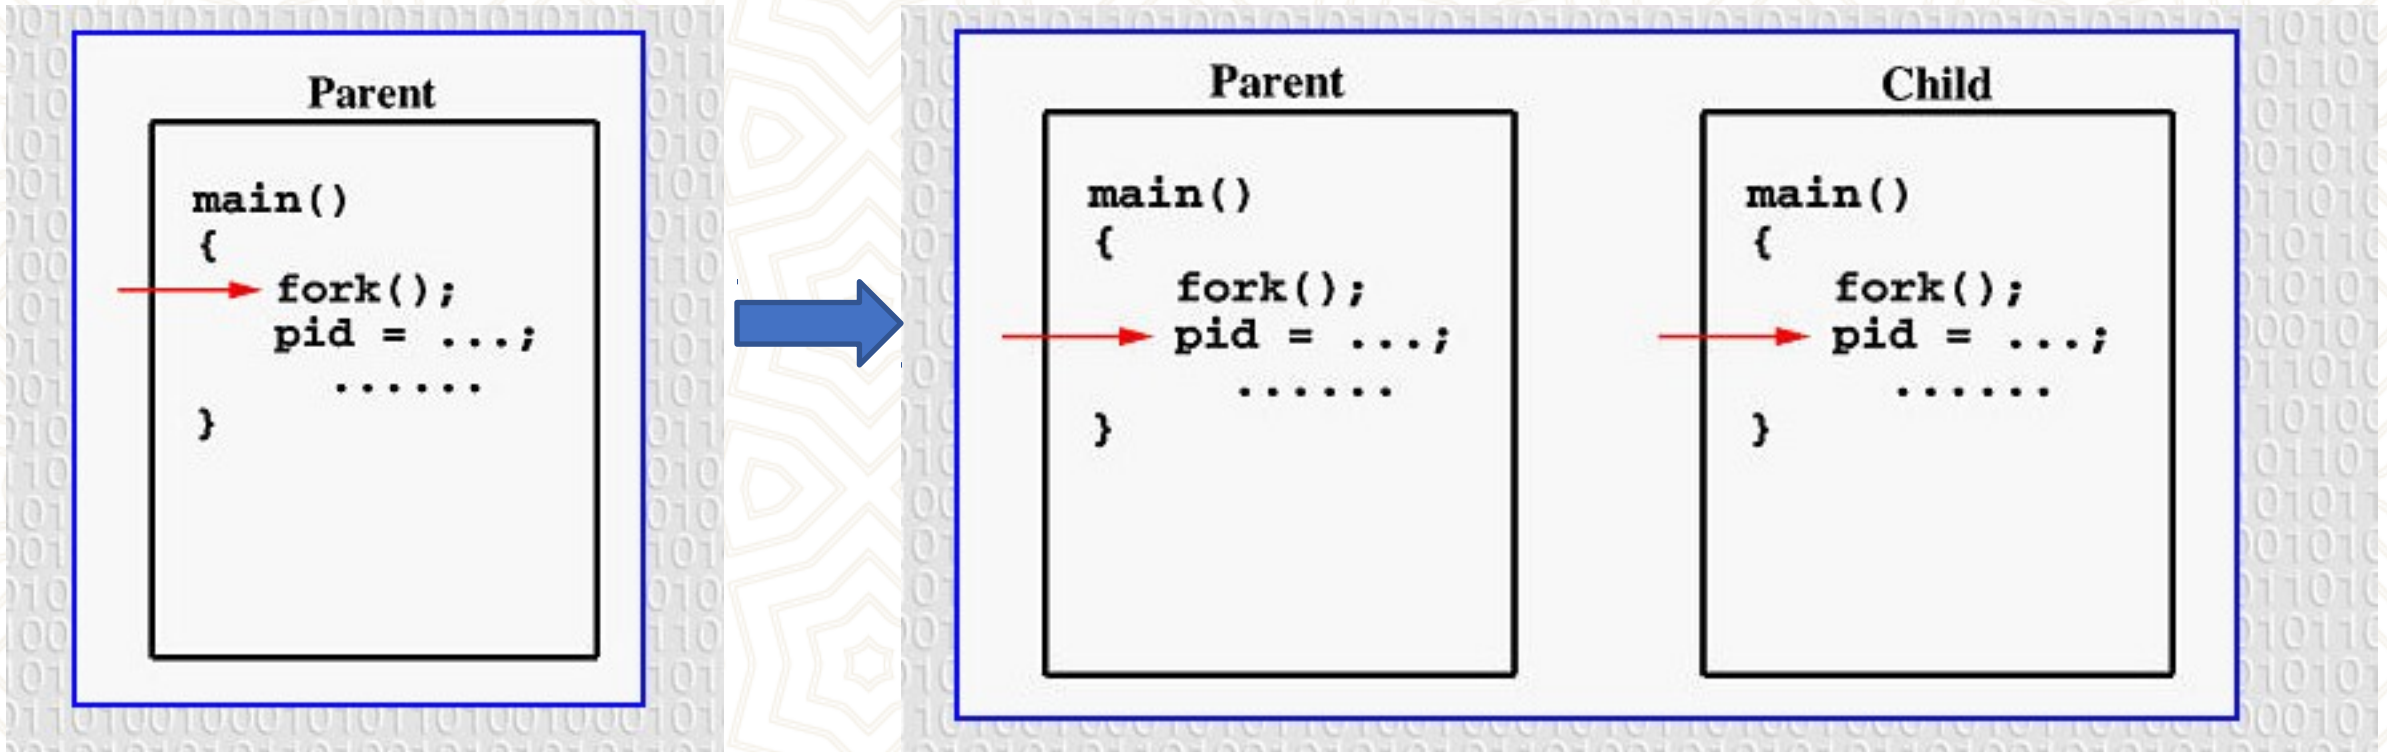 Parent
main()
{
fork();
pid = ...;
......
}
Parent
main()
{
fork();
pid = ...;
......
}
Child
main()
{
fork();
pid = ...;
......
}